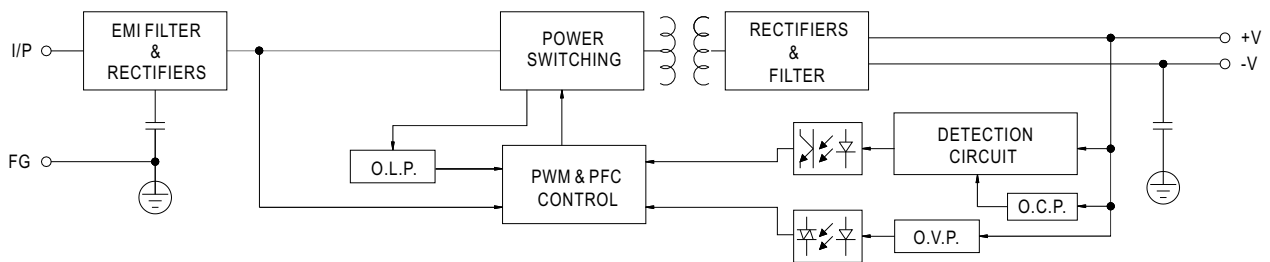 I/P
EMI FILTER
&
RECTIFIERS
POWER
SWITCHING
RECTIFIERS
&
FILTER
+V
-V
FG
O.L.P.
PWM & PFC
CONTROL
DETECTION
CIRCUIT
O.C.P.
O.V.P.